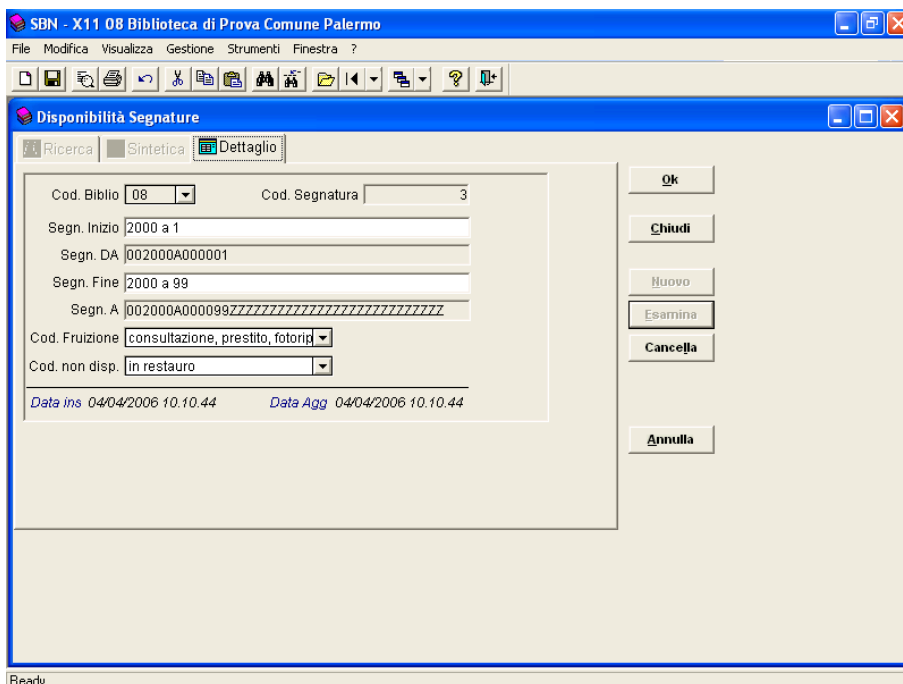 SBN - X11 08 Biblioteca di Prova Comune Palermo
File Modifica Visualizza Gestione Strumenti Finestra ?
Disponibilità Segnature
Ricerca Sintetica Dettaglio
Cod. Biblio 08 Cod. Segnatura 3
Ok
Segn. Inizio 2000 a 1
Chiudi
Segn. DA 002000A000001
Segn. Fine 2000 a 99
Nuovo
Segn. A 002000A000099ZZZZZZZZZZZZZZZZZZZZZZZZZZZ
Esamina
Cod. Fruizione consultazione, prestito, fotorip
Cancella
Cod. non disp. in restauro
Data ins 04/04/2006 10.10.44 Data Agg 04/04/2006 10.10.44
Annulla
Ready